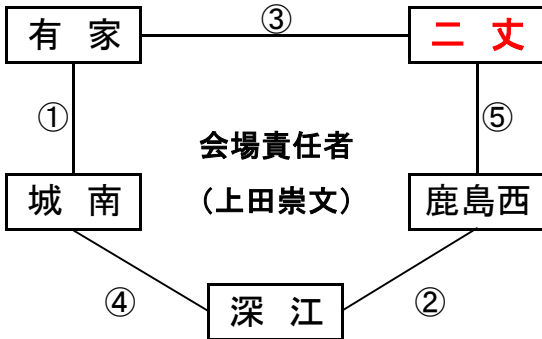 ③
有 家
二 丈
①
⑤
会場責任者
(上田崇文)
城 南
鹿島西
④
②
深 江